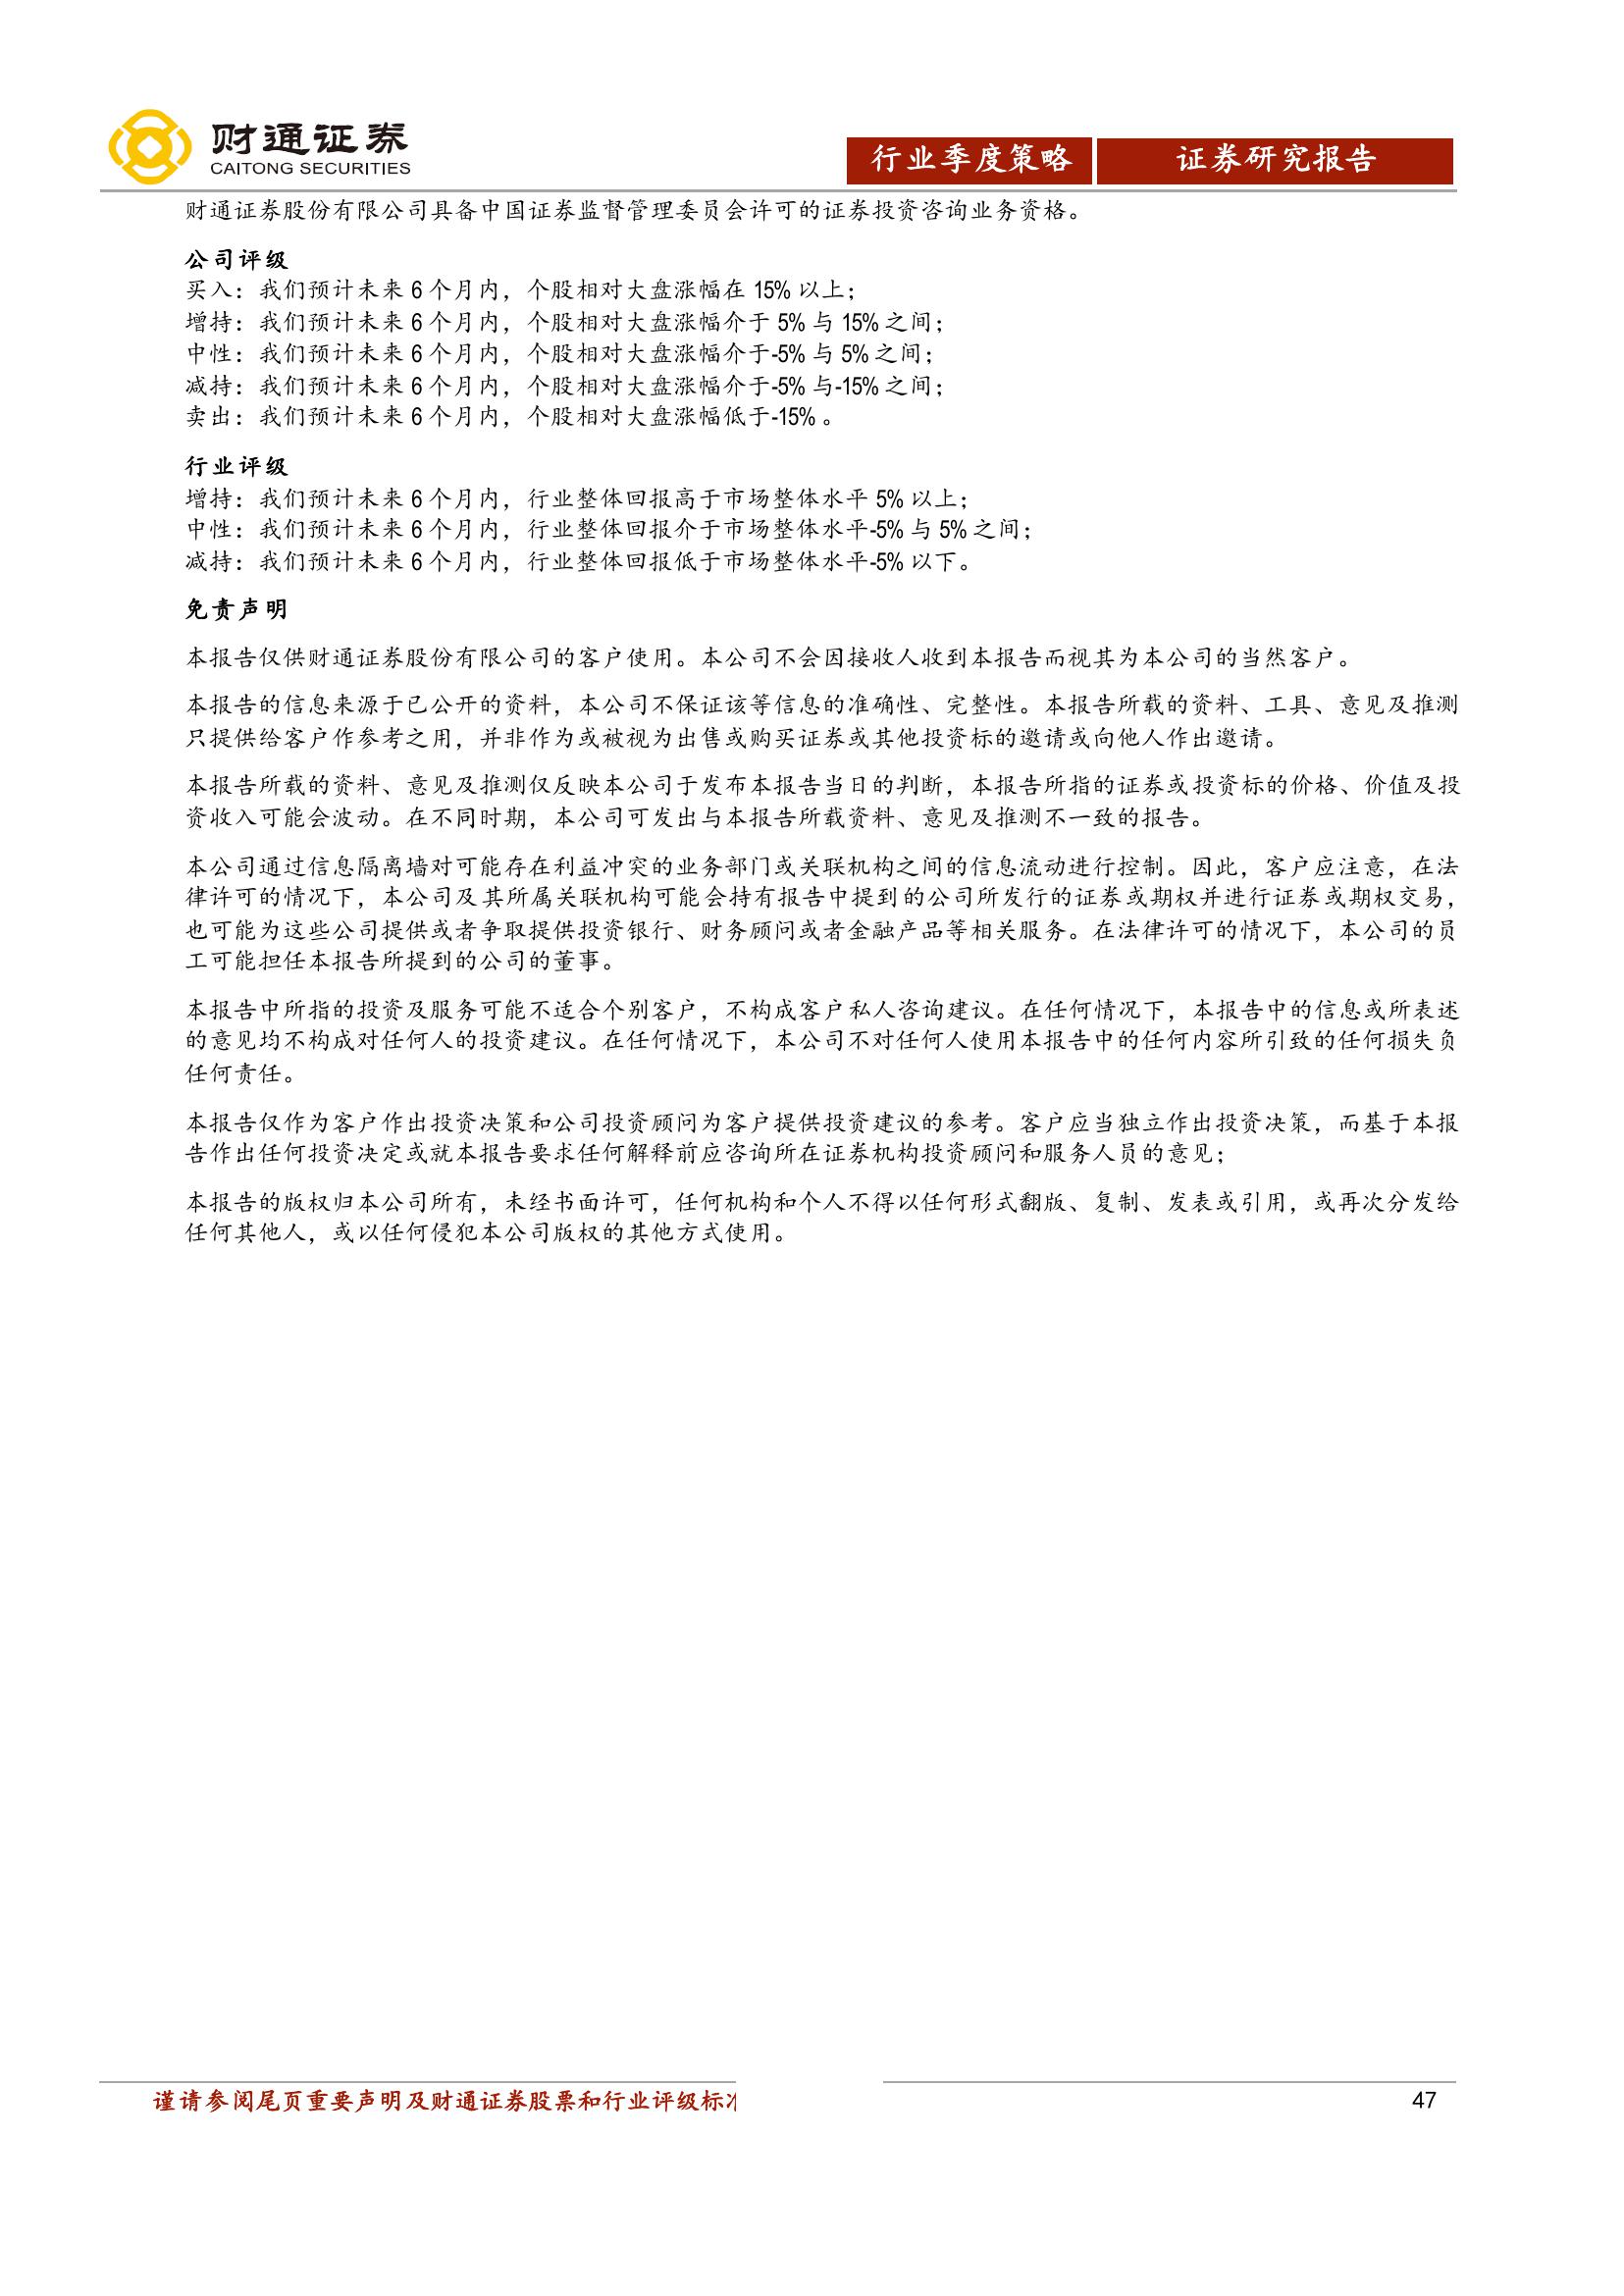 财通证券
CAITONG SECURITIES
行业季度策略
证券研究报告
财通证券股份有限公司具备中国证券监督管理委员会许可的证券投资咨询业务资格。
公司评级
买入：我们预计未来 6 个月内，个股相对大盘涨幅在 15% 以上；
增持：我们预计未来 6 个月内，个股相对大盘涨幅介于 5% 与 15% 之间；
中性：我们预计未来 6 个月内，个股相对大盘涨幅介于-5% 与 5% 之间；
减持：我们预计未来 6 个月内，个股相对大盘涨幅介于-5% 与-15% 之间；
卖出：我们预计未来 6 个月内，个股相对大盘涨幅低于-15% 。
行业评级
增持：我们预计未来 6 个月内，行业整体回报高于市场整体水平 5% 以上；
中性：我们预计未来 6 个月内，行业整体回报介于市场整体水平-5% 与 5% 之间；
减持：我们预计未来 6 个月内，行业整体回报低于市场整体水平-5% 以下。
免责声明
本报告仅供财通证券股份有限公司的客户使用。本公司不会因接收人收到本报告而视其为本公司的当然客户。
本报告的信息来源于已公开的资料，本公司不保证该等信息的准确性、完整性。本报告所载的资料、工具、意见及推测
只提供给客户作参考之用，并非作为或被视为出售或购买证券或其他投资标的邀请或向他人作出邀请。
本报告所载的资料、意见及推测仅反映本公司于发布本报告当日的判断，本报告所指的证券或投资标的价格、价值及投
资收入可能会波动。在不同时期，本公司可发出与本报告所载资料、意见及推测不一致的报告。
本公司通过信息隔离墙对可能存在利益冲突的业务部门或关联机构之间的信息流动进行控制。因此，客户应注意，在法
律许可的情况下，本公司及其所属关联机构可能会持有报告中提到的公司所发行的证券或期权并进行证券或期权交易，
也可能为这些公司提供或者争取提供投资银行、财务顾问或者金融产品等相关服务。在法律许可的情况下，本公司的员
工可能担任本报告所提到的公司的董事。
本报告中所指的投资及服务可能不适合个别客户，不构成客户私人咨询建议。在任何情况下，本报告中的信息或所表述
的意见均不构成对任何人的投资建议。在任何情况下，本公司不对任何人使用本报告中的任何内容所引致的任何损失负
任何责任。
本报告仅作为客户作出投资决策和公司投资顾问为客户提供投资建议的参考。客户应当独立作出投资决策，而基于本报
告作出任何投资决定或就本报告要求任何解释前应咨询所在证券机构投资顾问和服务人员的意见；
本报告的版权归本公司所有，未经书面许可，任何机构和个人不得以任何形式翻版、复制、发表或引用，或再次分发给
任何其他人，或以任何侵犯本公司版权的其他方式使用。
谨请参阅尾页重要声明及财通证券股票和行业评级标
47